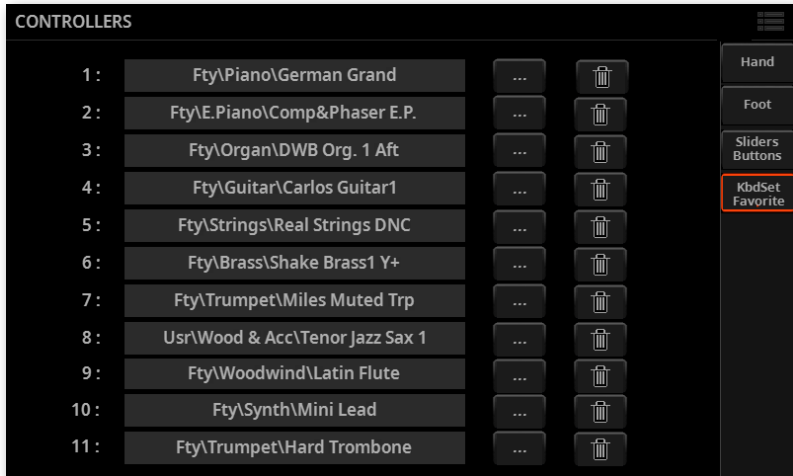 CONTROLLERS
1 : Fty\Piano\German Grand ...
2 : Fty\E.Piano\Comp&Phaser E.P. ...
3 : Fty\Organ\DWB Org. 1 Aft ...
4 : Fty\Guitar\Carlos Guitar1 ...
5 : Fty\Strings\Real Strings DNC ...
6 : Fty\Brass\Shake Brass1 Y+ ...
7 : Fty\Trumpet\Miles Muted Trp ...
8 : Usr\Wood & Acc\Tenor Jazz Sax 1 ...
9 : Fty\Woodwind\Latin Flute ...
10 : Fty\Synth\Mini Lead ...
11 : Fty\Trumpet\Hard Trombone ...
Hand
Foot
Sliders
Buttons
KbdSet
Favorite